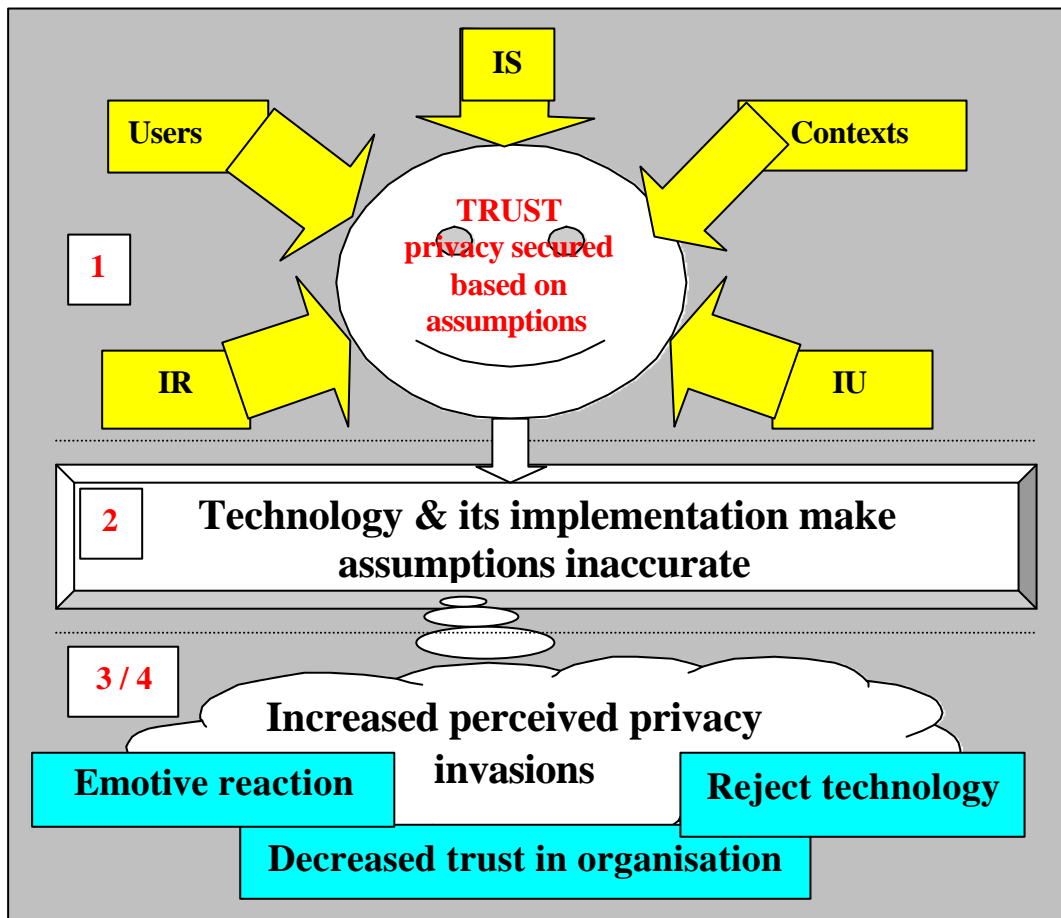 IS
Users
Contexts
TRUST
privacy secured
based on
assumptions
1
IR
IU
2
Technology & its implementation make
assumptions inaccurate
3 / 4
Increased perceived privacy
invasions
Emotive reaction
Reject technology
Decreased trust in organisation